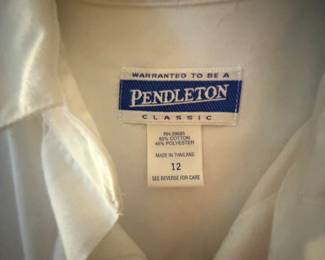 WARRANTED TO BE A
PENDLETON
CLASSIC
60% COTTON
40% POLYESTER
MADE IN THAILAND
12
SEE REVERSE FOR CARE